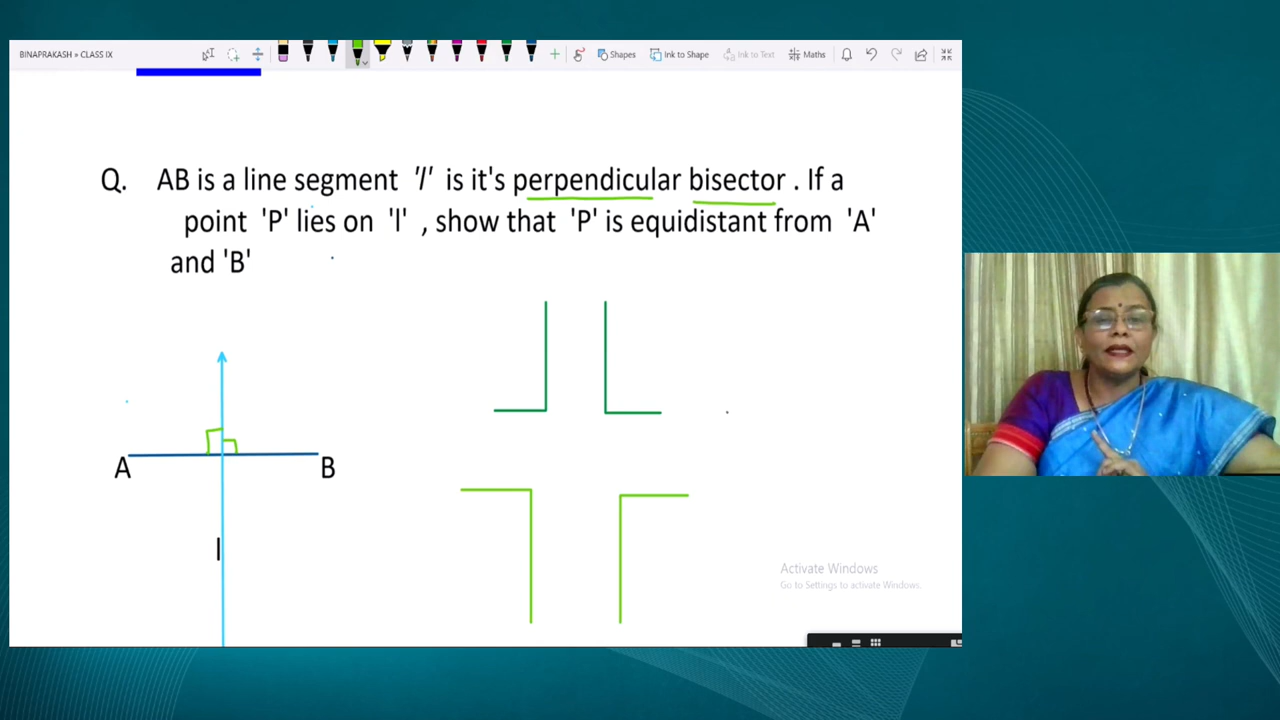 BINAPRAKASH » CLASS IX
Shapes
Ink to Shape
Ink to Text
Maths
Q. AB is a line segment 'l' is it's perpendicular bisector . If a
point 'P' lies on 'l' , show that 'P' is equidistant from 'A'
and 'B'
A
B
l
Activate Windows
Go to Settings to activate Windows.